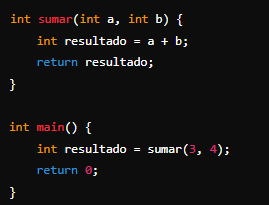 int sumar(int a, int b) {
    int resultado = a + b;
    return resultado;
}

int main() {
    int resultado = sumar(3, 4);
    return 0;
}